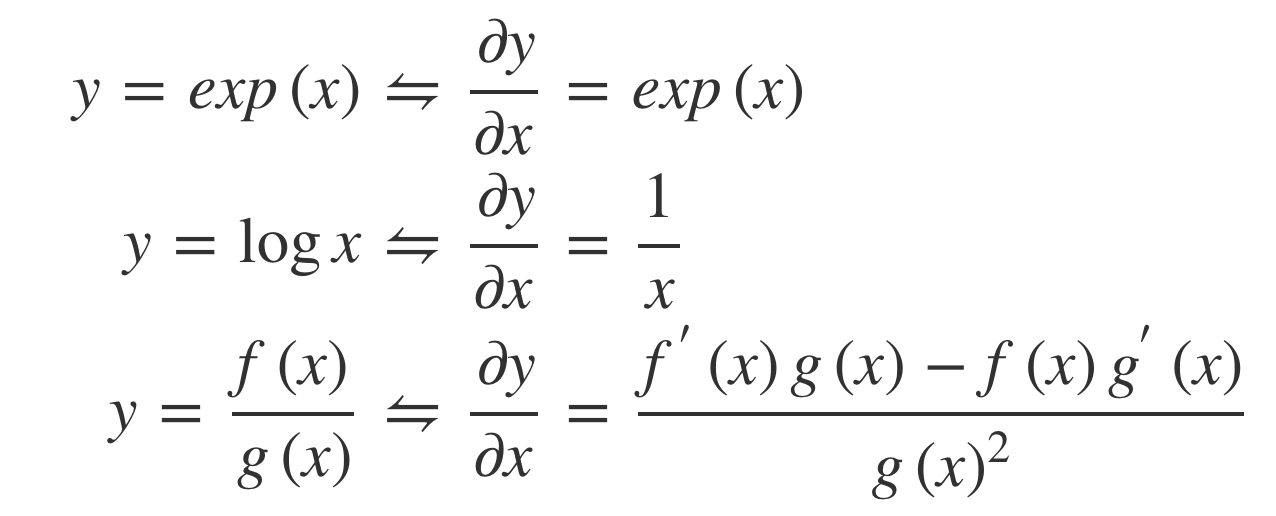 y = exp (x) ⇋ ∂y/∂x = exp (x)
y = log x ⇋ ∂y/∂x = 1/x
y = f (x)/g (x) ⇋ ∂y/∂x = (f′ (x) g (x) − f (x) g′ (x))/g (x)²